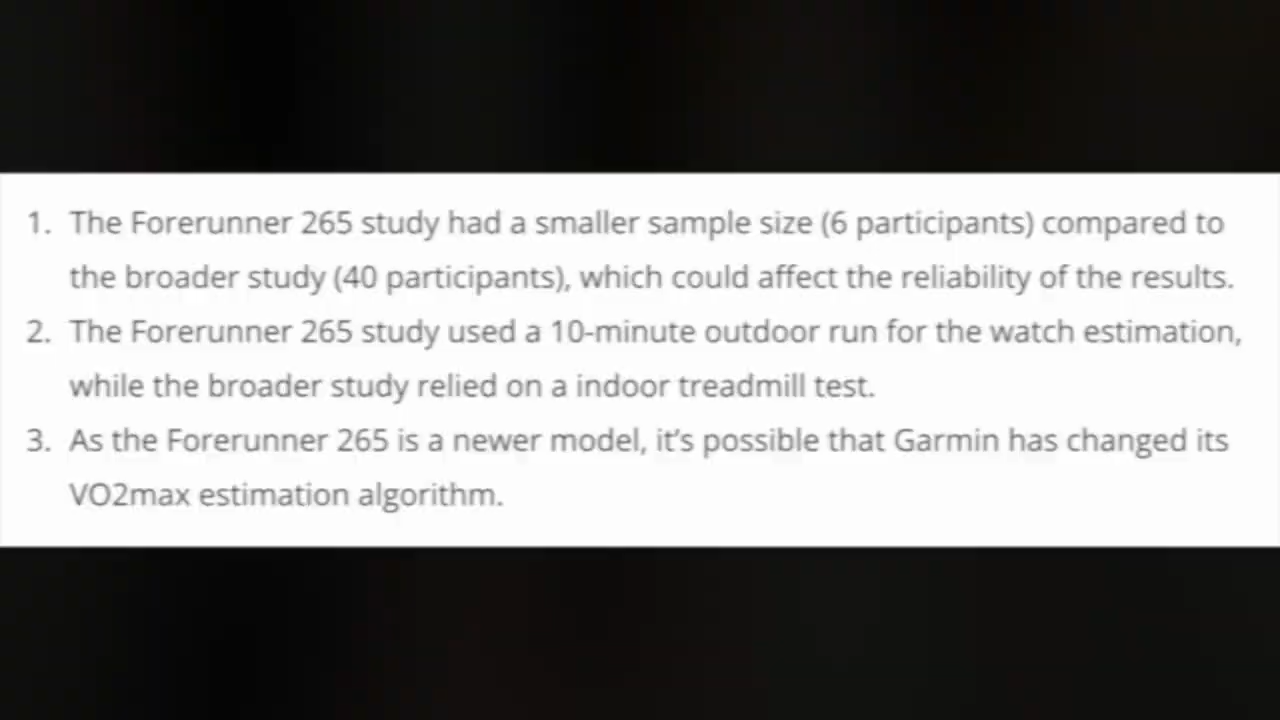 1. The Forerunner 265 study had a smaller sample size (6 participants) compared to
the broader study (40 participants), which could affect the reliability of the results.
2. The Forerunner 265 study used a 10-minute outdoor run for the watch estimation,
while the broader study relied on a indoor treadmill test.
3. As the Forerunner 265 is a newer model, it’s possible that Garmin has changed its
VO2max estimation algorithm.